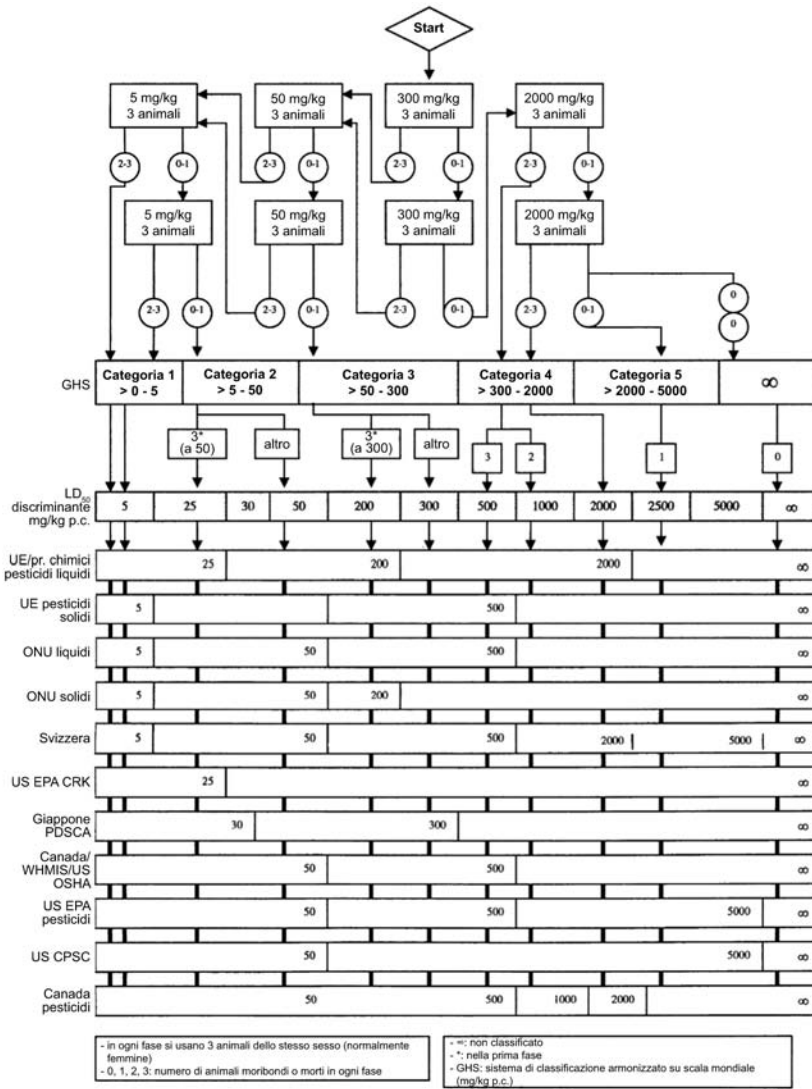 Start
5 mg/kg
3 animali
50 mg/kg
3 animali
300 mg/kg
3 animali
2000 mg/kg
3 animali
2-3
0-1
2-3
0-1
2-3
0-1
2-3
0-1
5 mg/kg
3 animali
50 mg/kg
3 animali
300 mg/kg
3 animali
2000 mg/kg
3 animali
2-3
0-1
2-3
0-1
2-3
0-1
2-3
0-1
0
0
GHS
Categoria 1
> 0 - 5
Categoria 2
> 5 - 50
Categoria 3
> 50 - 300
Categoria 4
> 300 - 2000
Categoria 5
> 2000 - 5000
∞
3*
(a 50)
altro
3*
(a 300)
altro
3
2
1
0
LD50
discriminante
mg/kg p.c.
5 25 30 50 200 300 500 1000 2000 2500 5000 ∞
UE/pr. chimici
pesticidi liquidi
25 200 2000 ∞
UE pesticidi
solidi
5 500 ∞
ONU liquidi
5 50 500 ∞
ONU solidi
5 50 200 ∞
Svizzera
5 50 500 2000 5000 ∞
US EPA CRK
25 ∞
Giappone
PDSCA
30 300 ∞
Canada/
WHMIS/US
OSHA
50 500 ∞
US EPA
pesticidi
50 500 5000 ∞
US CPSC
50 5000 ∞
Canada
pesticidi
50 500 1000 2000 ∞
- in ogni fase si usano 3 animali dello stesso sesso (normalmente
femmine)
- 0, 1, 2, 3: numero di animali moribondi o morti in ogni fase
- ∞: non classificato
- *: nella prima fase
- GHS: sistema di classificazione armonizzato su scala mondiale
(mg/kg p.c.)